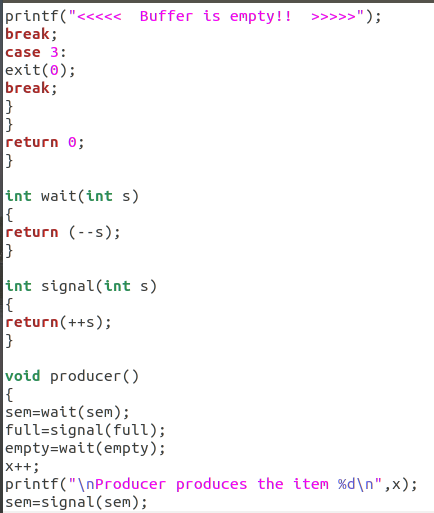 printf("<<<<<  Buffer is empty!!  >>>>>");
break;
case 3:
exit(0);
break;
}
}
return 0;
}

int wait(int s)
{
return (--s);
}

int signal(int s)
{
return(++s);
}

void producer()
{
sem=wait(sem);
full=signal(full);
empty=wait(empty);
x++;
printf("\nProducer produces the item %d\n",x);
sem=signal(sem);